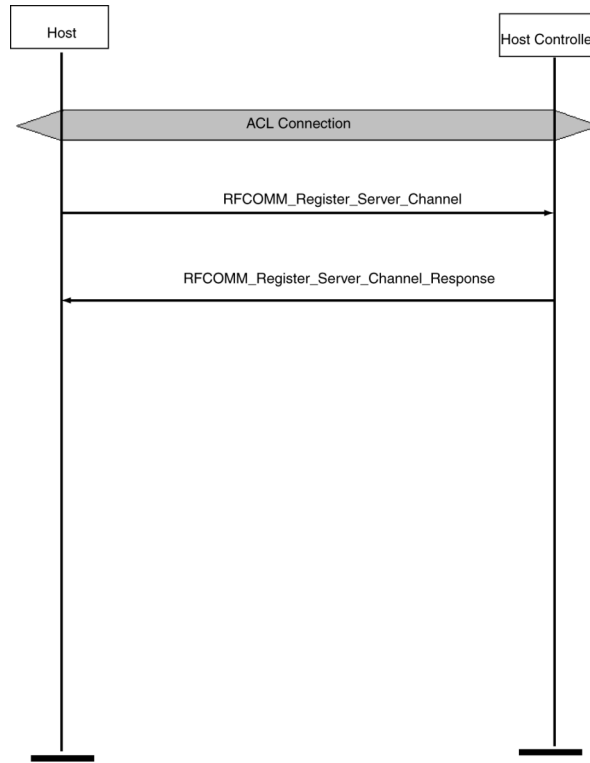 Host
Host Controlle
ACL Connection
RFCOMM_Register_Server_Channel
RFCOMM_Register_Server_Channel_Response